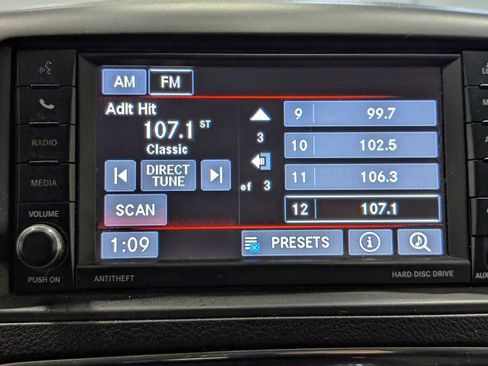 AM FM
Adlt Hit
107.1 ST
Classic
DIRECT
TUNE
SCAN
1:09
3
of 3
9 99.7
10 102.5
11 106.3
12 107.1
PRESETS
RADIO
MEDIA
VOLUME
PUSH ON
ANTITHEFT
HARD DISC DRIVE
AUX